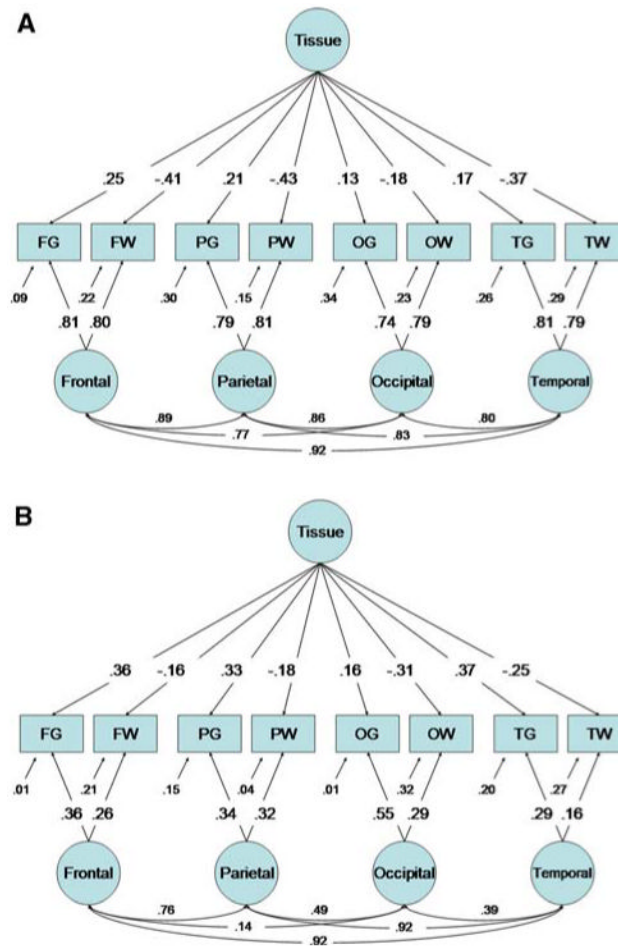 A
Tissue
.25 -.41 .21 -.43 .13 -.18 .17 -.37
FG FW PG PW OG OW TG TW
.09 .22 .30 .15 .34 .23 .26 .29
.81 .80 .79 .81 .74 .79 .81 .79
Frontal Parietal Occipital Temporal
.89 .86 .80
.77 .83
.92
B
Tissue
.36 -.16 .33 -.18 .16 -.31 .37 -.25
FG FW PG PW OG OW TG TW
.01 .21 .15 .04 .01 .32 .20 .27
.36 .26 .34 .32 .55 .29 .29 .16
Frontal Parietal Occipital Temporal
.76 .49 .39
.14 .92
.92